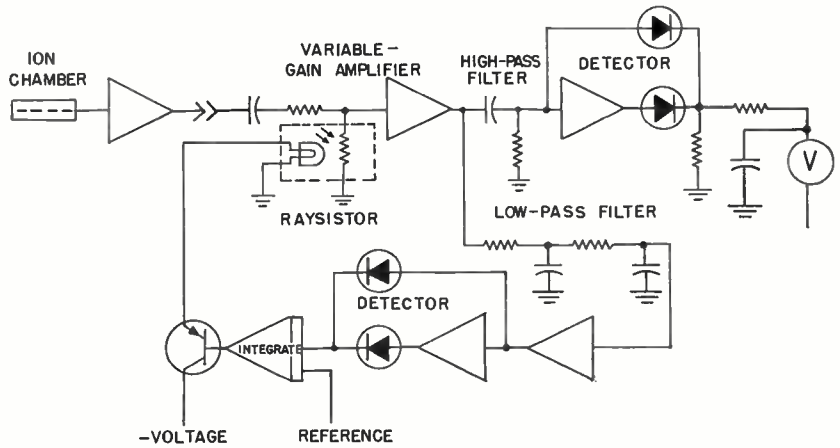 ION
CHAMBER
VARIABLE-
GAIN AMPLIFIER
HIGH-PASS
FILTER
DETECTOR
V
RAYSISTOR
LOW-PASS FILTER
DETECTOR
INTEGRATE
-VOLTAGE
REFERENCE